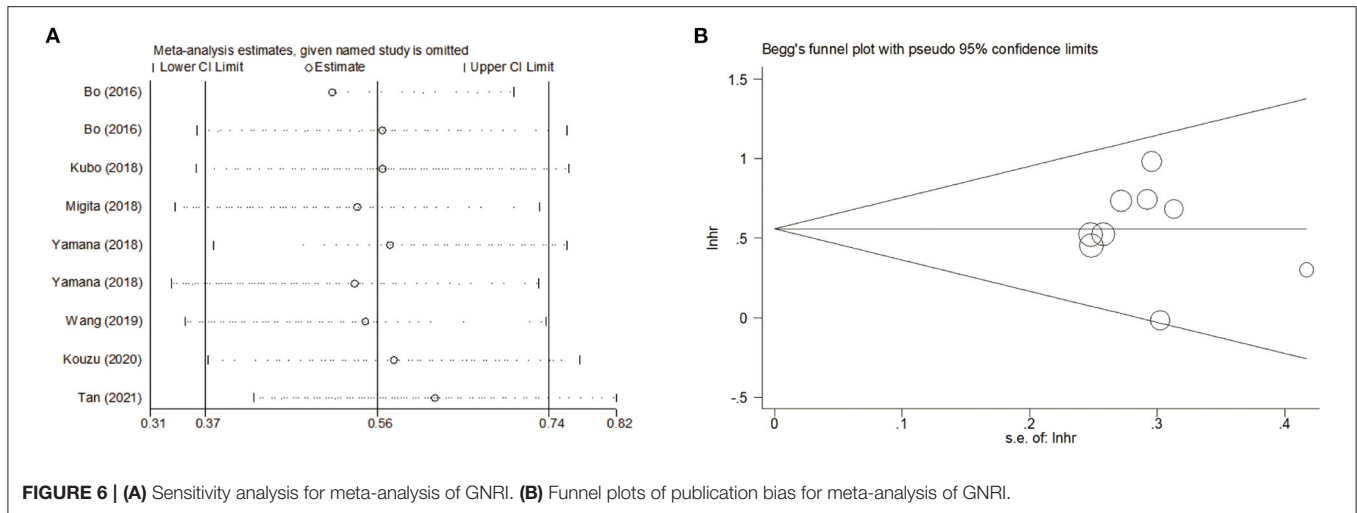 A
Meta-analysis estimates, given named study is omitted
Lower CI Limit Estimate Upper CI Limit
Bo (2016)
Bo (2016)
Kubo (2018)
Migita (2018)
Yamana (2018)
Yamana (2018)
Wang (2019)
Kouzu (2020)
Tan (2021)
0.31 0.37 0.56 0.74 0.82
B
Begg's funnel plot with pseudo 95% confidence limits
1.5
1
.5
0
-.5
lnhr
0 .1 .2 .3 .4
s.e. of: lnhr
FIGURE 6 | (A) Sensitivity analysis for meta-analysis of GNRI. (B) Funnel plots of publication bias for meta-analysis of GNRI.